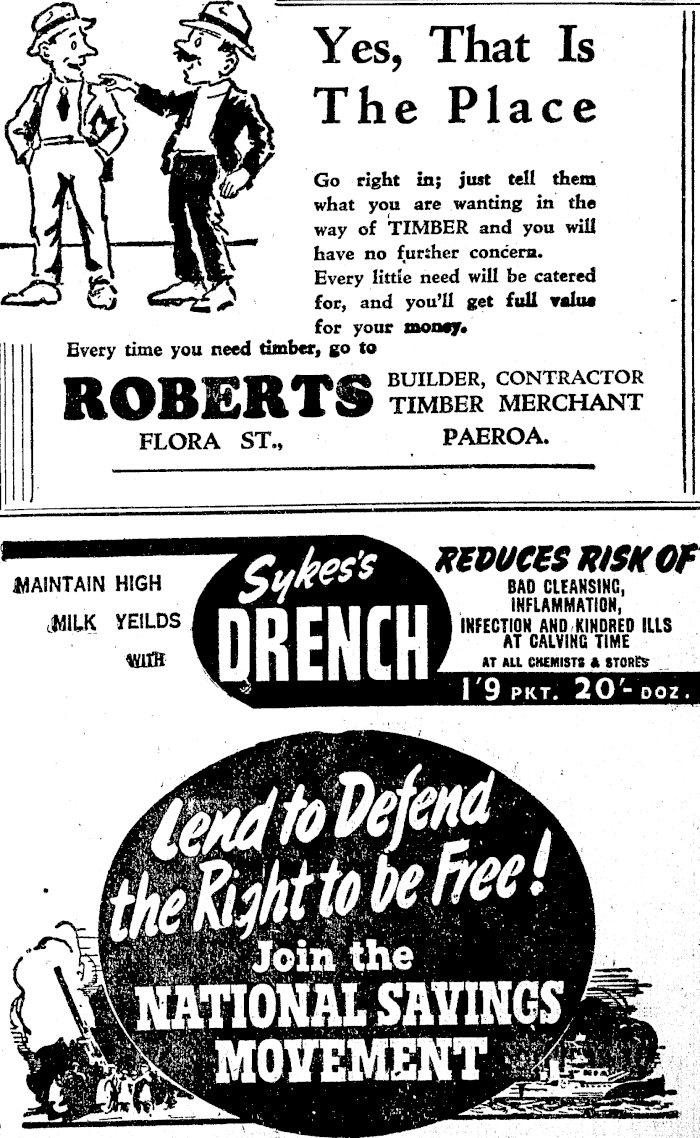 Yes, That Is
The Place
Go right in; just tell them
what you are wanting in the
way of TIMBER and you will
have no further concern.
Every little need will be catered
for, and you'll get full value
for your money.
Every time you need timber, go to
ROBERTS
BUILDER, CONTRACTOR
TIMBER MERCHANT
FLORA ST., PAEROA.
MAINTAIN HIGH
MILK YEILDS
WITH
Sykes's
DRENCH
REDUCES RISK OF
BAD CLEANSING,
INFLAMMATION,
INFECTION AND KINDRED ILLS
AT CALVING TIME
AT ALL CHEMISTS & STORES
1'9 PKT. 20'- DOZ.
Lend to Defend
the Right to be Free!
Join the
NATIONAL SAVINGS
MOVEMENT